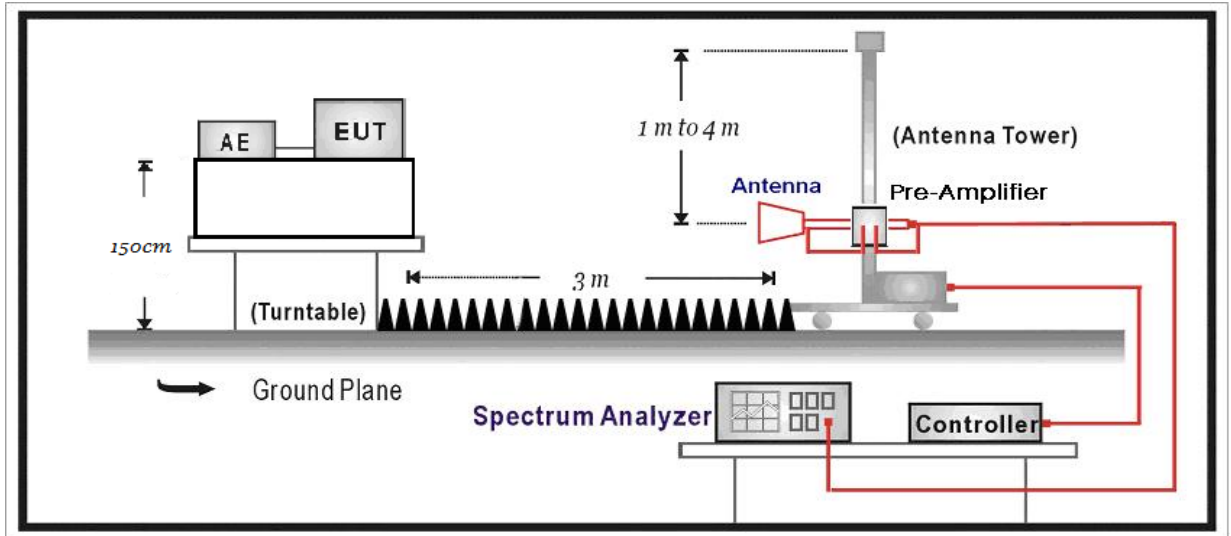 1 m to 4 m
(Antenna Tower)
EUT
AE
Antenna
Pre-Amplifier
150cm
3 m
(Turntable)
Ground Plane
Spectrum Analyzer
Controller